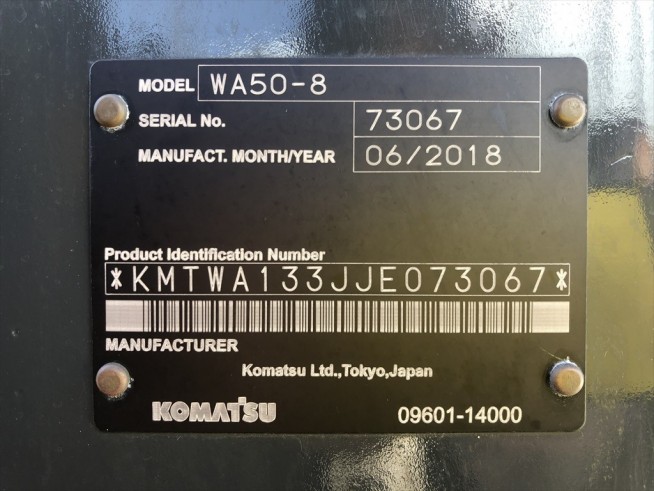 MODEL WA50-8
SERIAL No. 73067
MANUFACT. MONTH/YEAR 06/2018
Product Identification Number
*KMTWA133JJE073067*
MANUFACTURER
Komatsu Ltd.,Tokyo,Japan
KOMATSU 09601-14000